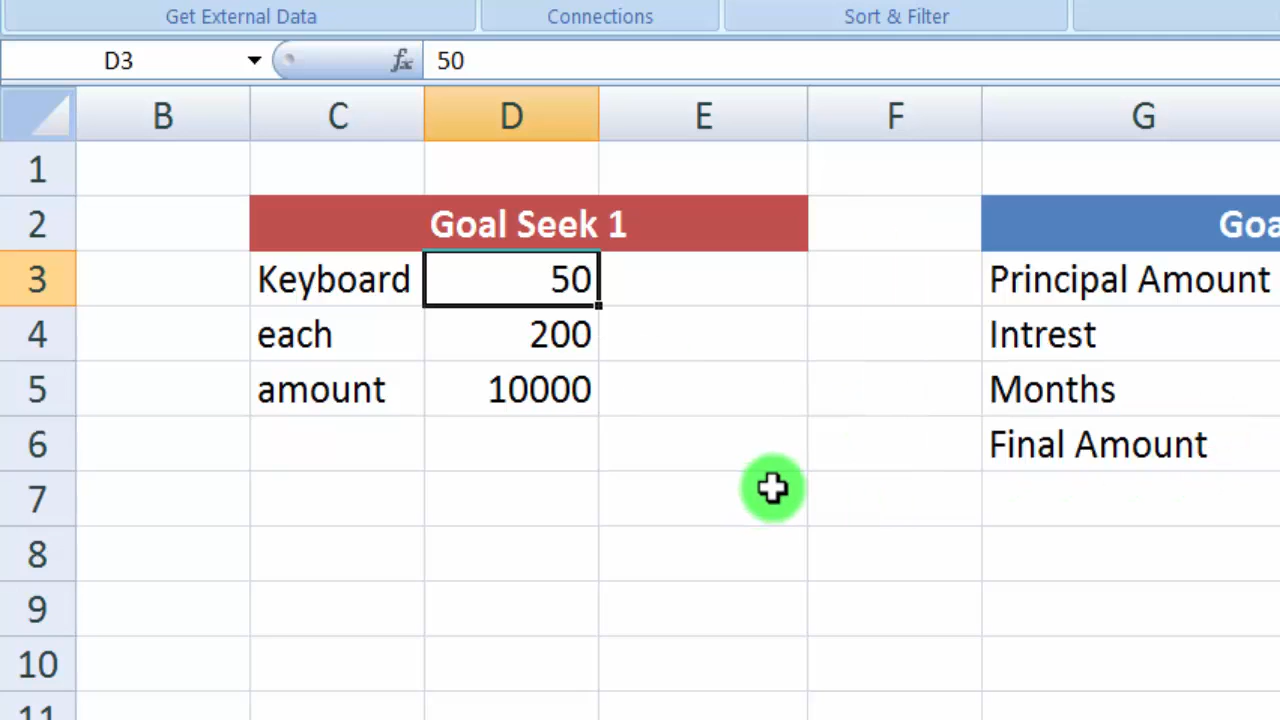 Get External Data Connections Sort & Filter
D3 fx 50
B C D E F G
1
2 Goal Seek 1 Goa
3 Keyboard 50 Principal Amount
4 each 200 Intrest
5 amount 10000 Months
6 Final Amount
7
8
9
10
11